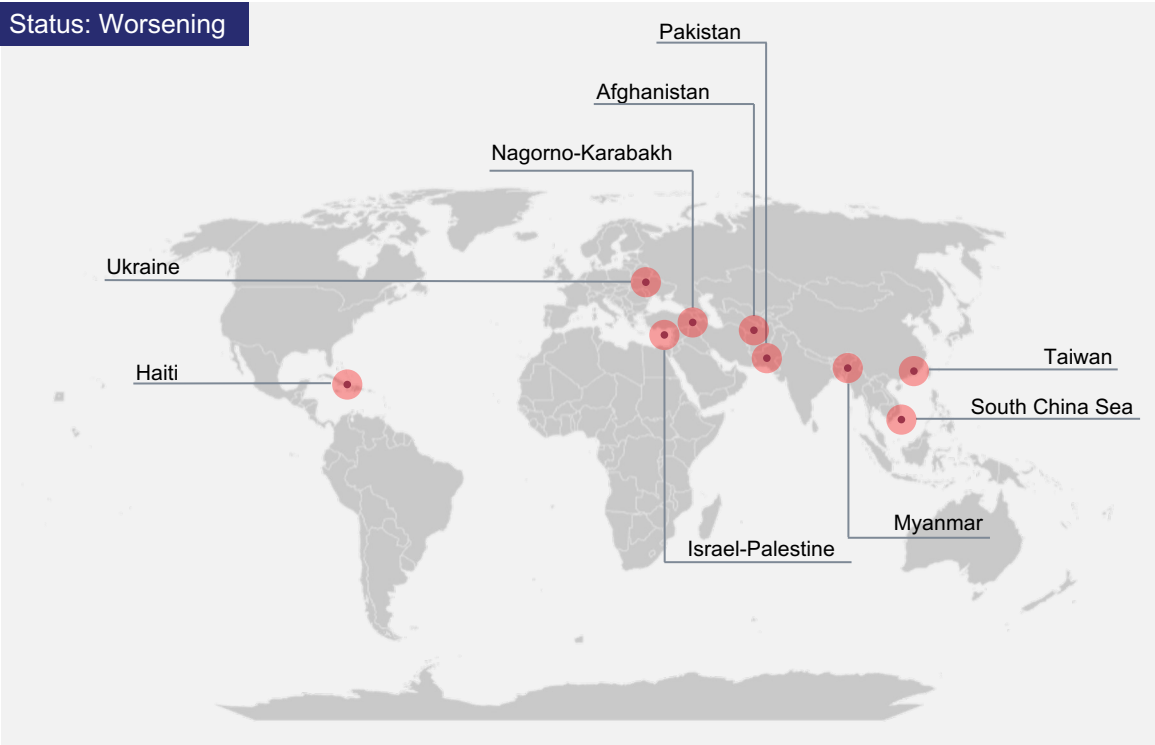 Status: Worsening
Pakistan
Afghanistan
Nagorno-Karabakh
Ukraine
Haiti
Taiwan
South China Sea
Myanmar
Israel-Palestine